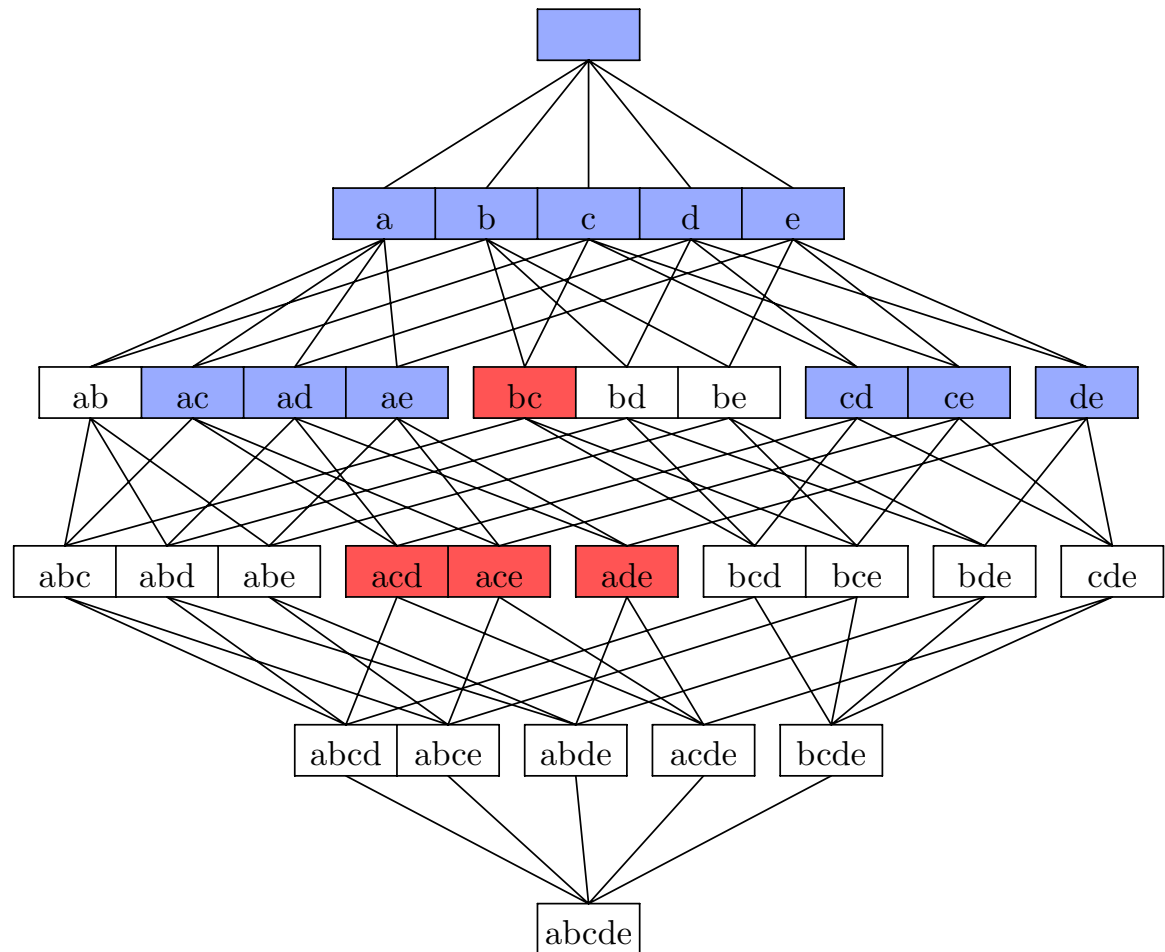 a b c d e
ab ac ad ae bc bd be cd ce de
abc abd abe acd ace ade bcd bce bde cde
abcd abce abde acde bcde
abcde